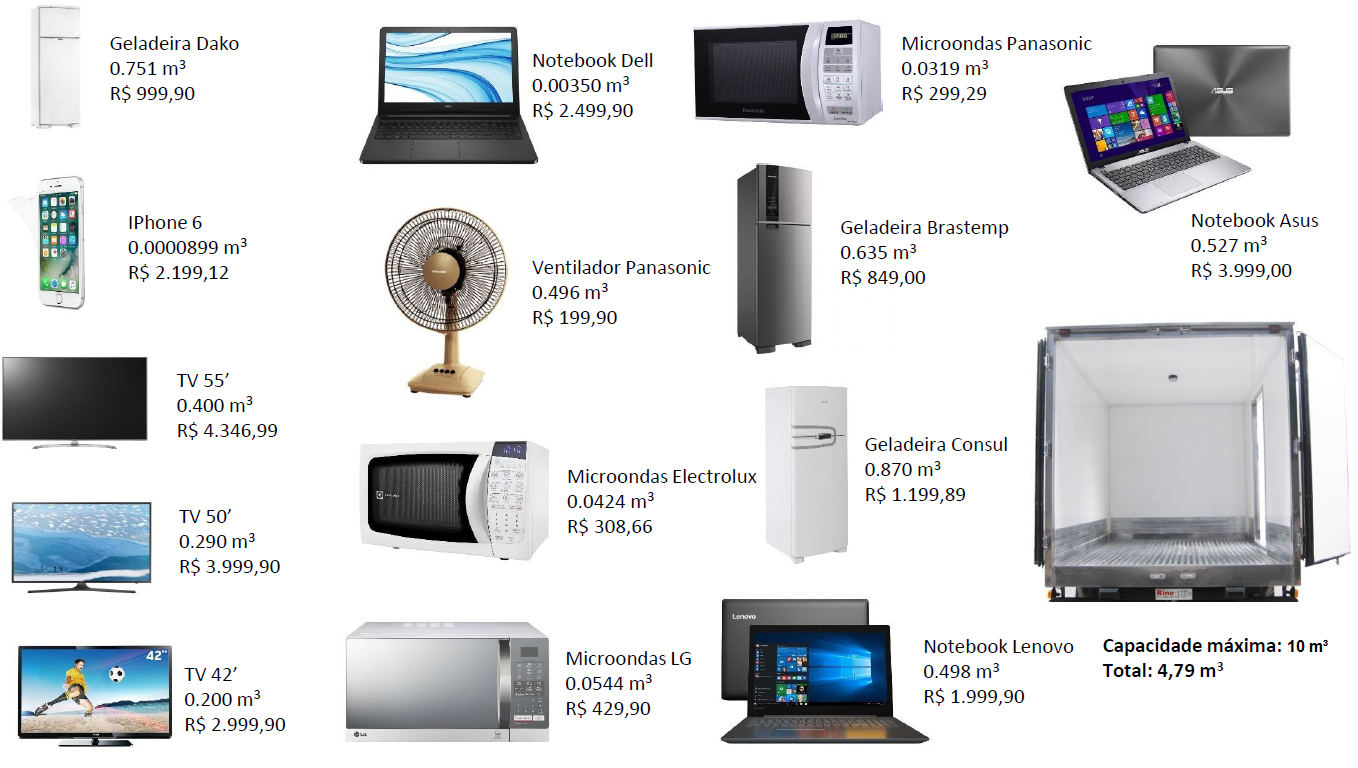 Geladeira Dako
0.751 m³
R$ 999,90
Notebook Dell
0.00350 m³
R$ 2.499,90
Microondas Panasonic
0.0319 m³
R$ 299,29
ASUS
Notebook Asus
0.527 m³
R$ 3.999,00
IPhone 6
0.0000899 m³
R$ 2.199,12
Ventilador Panasonic
0.496 m³
R$ 199,90
Geladeira Brastemp
0.635 m³
R$ 849,00
TV 55’
0.400 m³
R$ 4.346,99
Microondas Electrolux
0.0424 m³
R$ 308,66
Geladeira Consul
0.870 m³
R$ 1.199,89
TV 50’
0.290 m³
R$ 3.999,90
Rino
42"
TV 42’
0.200 m³
R$ 2.999,90
LG
Microondas LG
0.0544 m³
R$ 429,90
Lenovo
Notebook Lenovo
0.498 m³
R$ 1.999,90
Capacidade máxima: 10 m³
Total: 4,79 m³